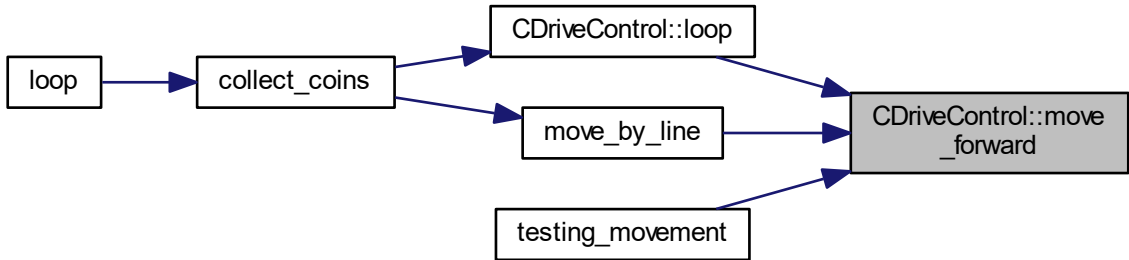 loop
collect_coins
CDriveControl::loop
move_by_line
testing_movement
CDriveControl::move
_forward